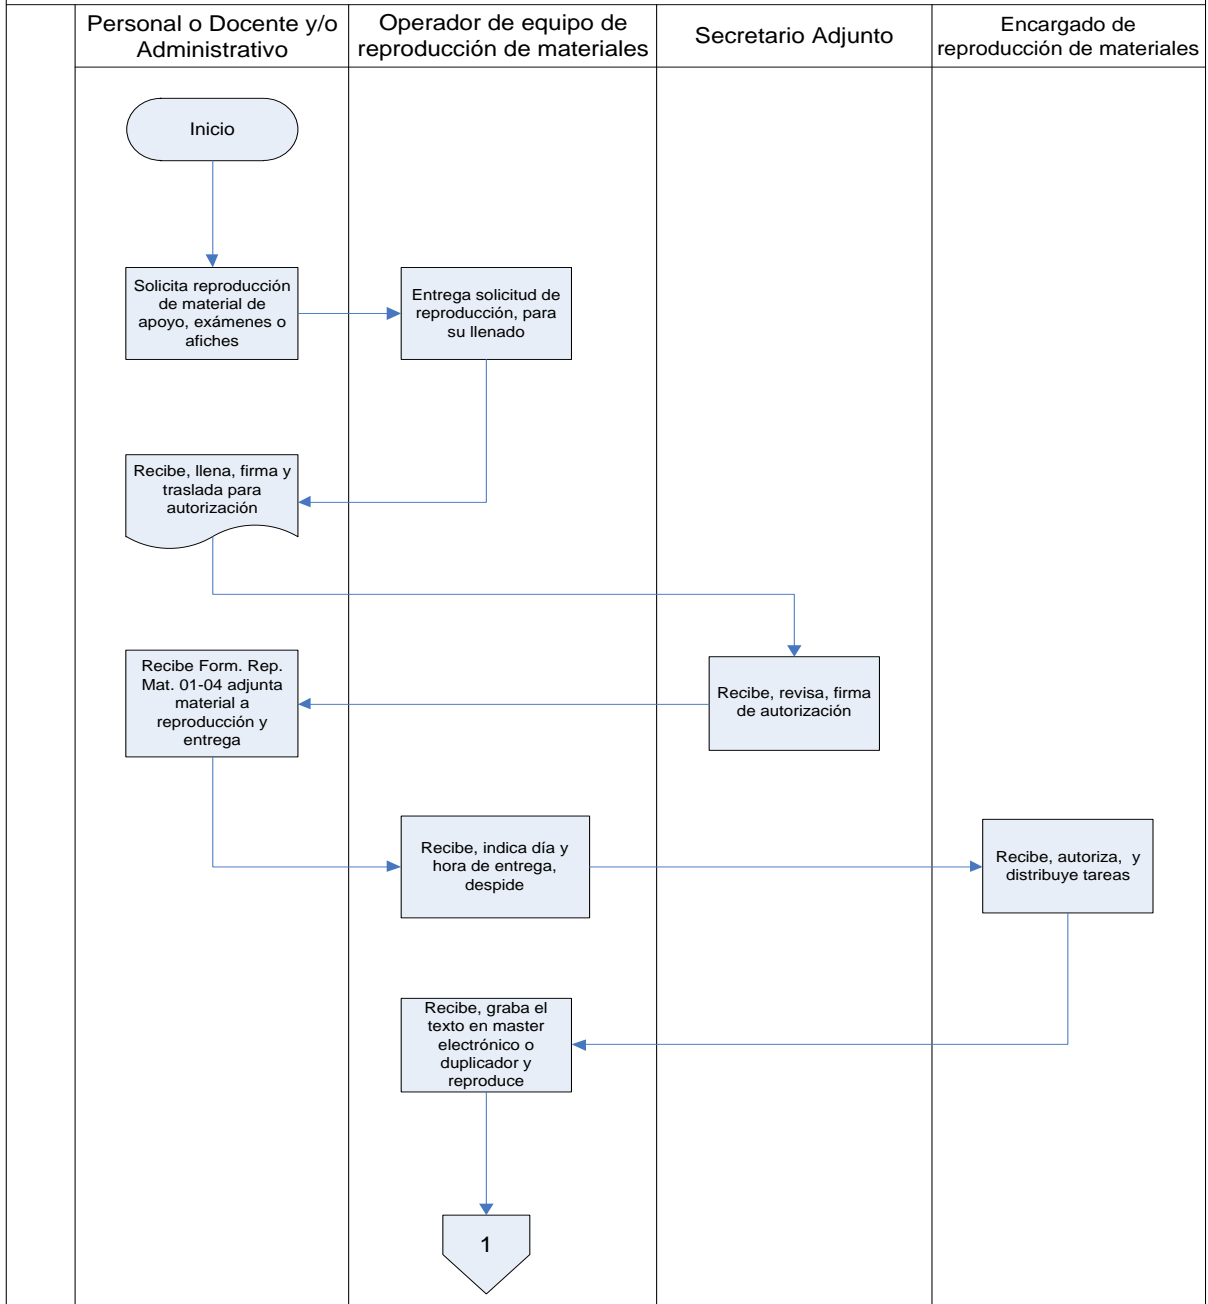 Personal o Docente y/o
Administrativo
Operador de equipo de
reproducción de materiales
Secretario Adjunto
Encargado de
reproducción de materiales
Inicio
Solicita reproducción
de material de
apoyo, exámenes o
afiches
Entrega solicitud de
reproducción, para
su llenado
Recibe, llena, firma y
traslada para
autorización
Recibe, revisa, firma
de autorización
Recibe Form. Rep.
Mat. 01-04 adjunta
material a
reproducción y
entrega
Recibe, indica día y
hora de entrega,
despide
Recibe, autoriza, y
distribuye tareas
Recibe, graba el
texto en master
electrónico o
duplicador y
reproduce
1